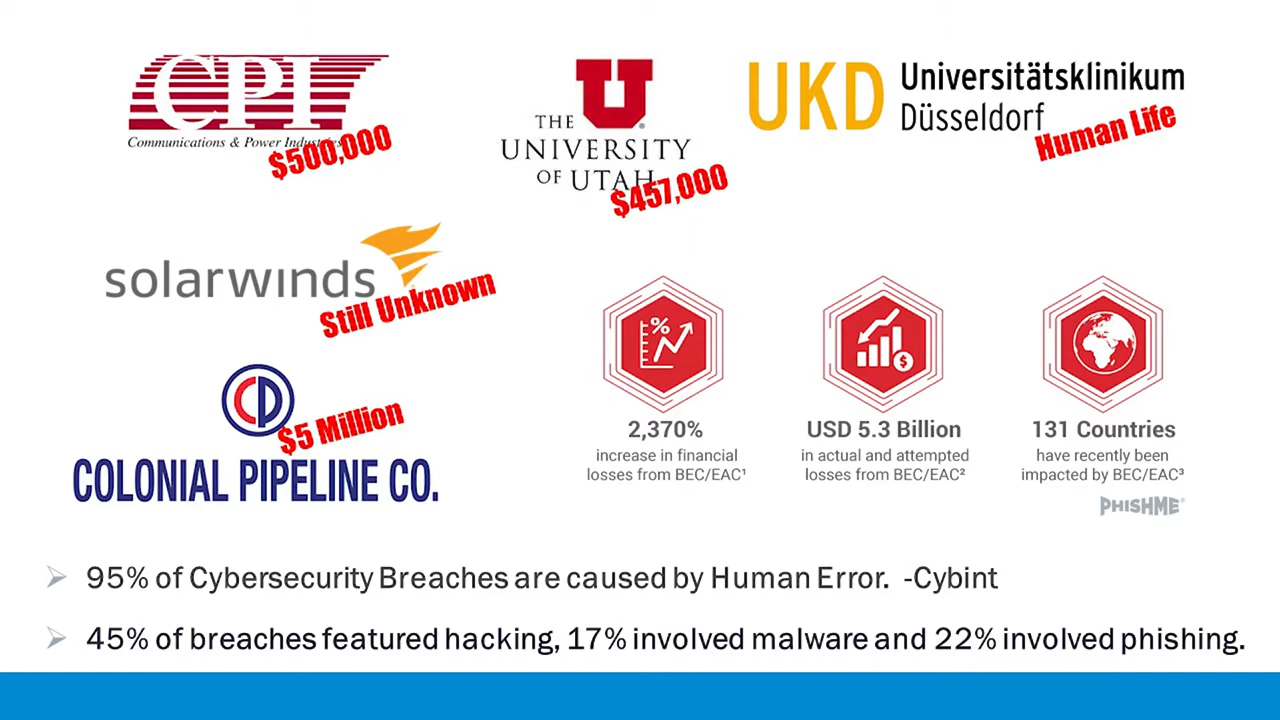 CPI
Communications & Power Industries
$500,000
U
THE
UNIVERSITY
OF UTAH
$457,000
UKD Universitätsklinikum
Düsseldorf
Human Life
solarwinds
Still Unknown
CP
$5 Million
COLONIAL PIPELINE CO.
%
$
2,370%
increase in financial
losses from BEC/EAC¹
USD 5.3 Billion
in actual and attempted
losses from BEC/EAC²
131 Countries
have recently been
impacted by BEC/EAC³
PHISHME®
95% of Cybersecurity Breaches are caused by Human Error. -Cybint
45% of breaches featured hacking, 17% involved malware and 22% involved phishing.